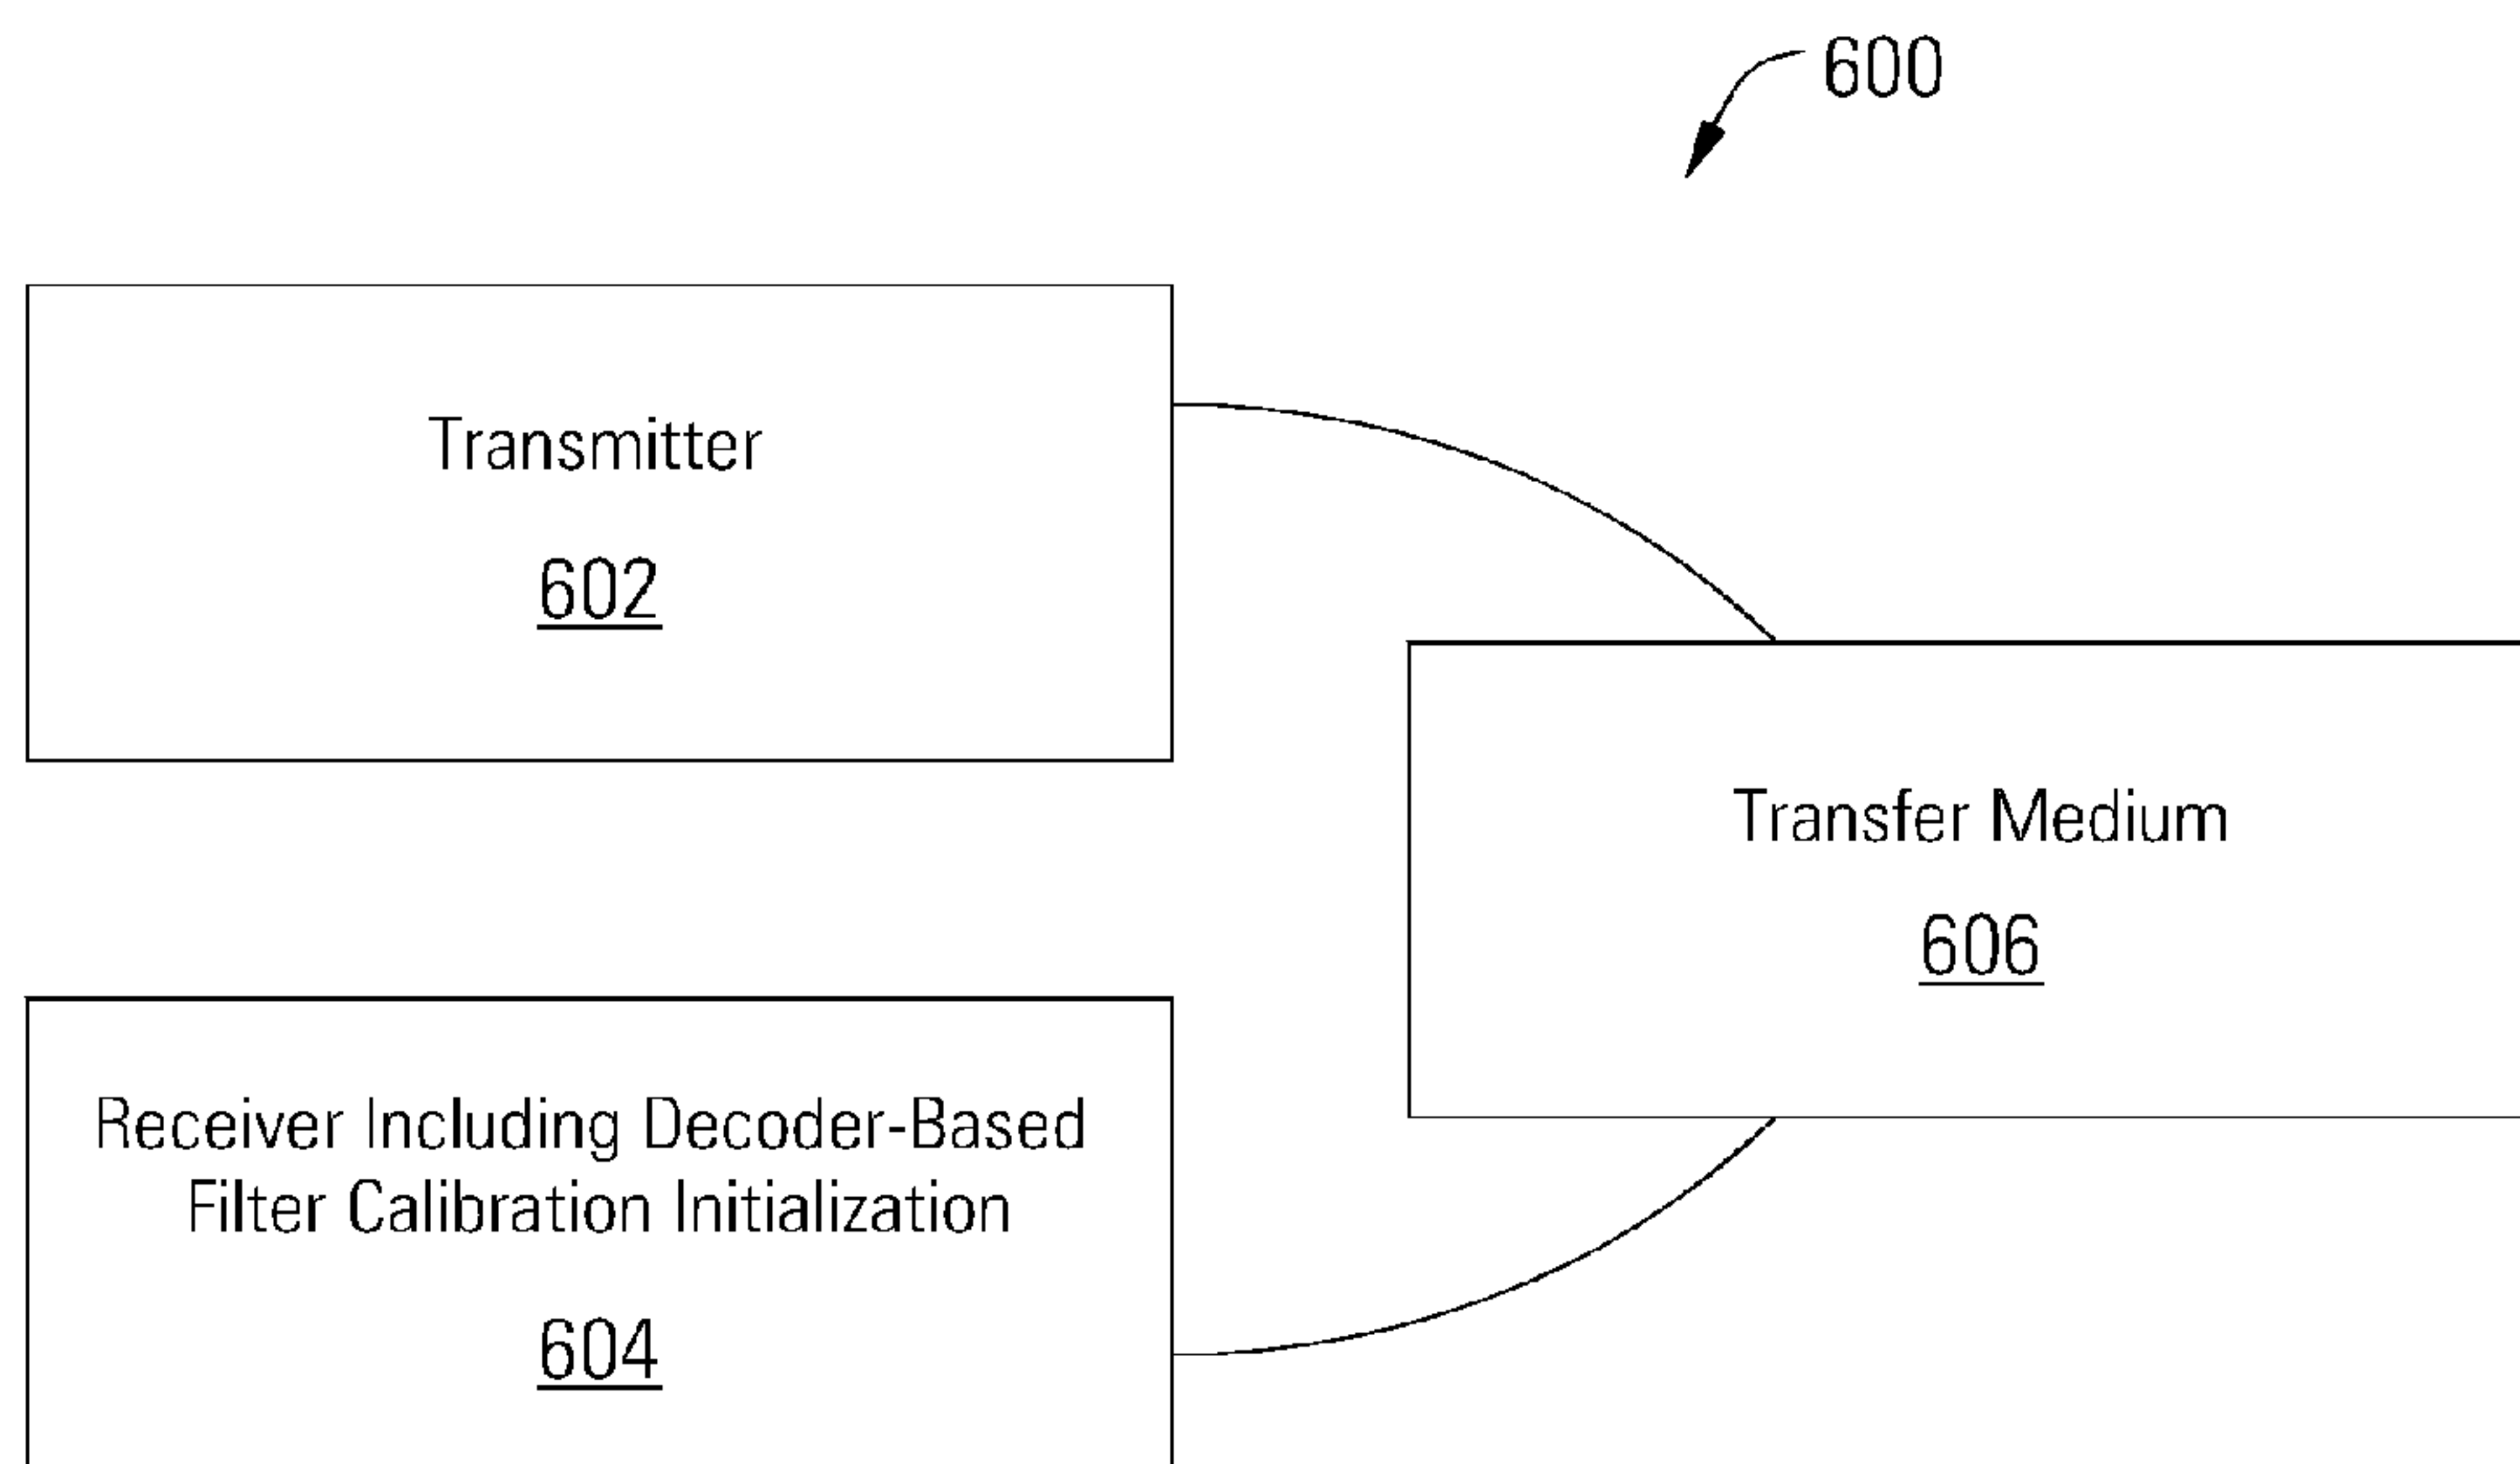 600
Transmitter
602
Transfer Medium
606
Receiver Including Decoder-Based
Filter Calibration Initialization
604